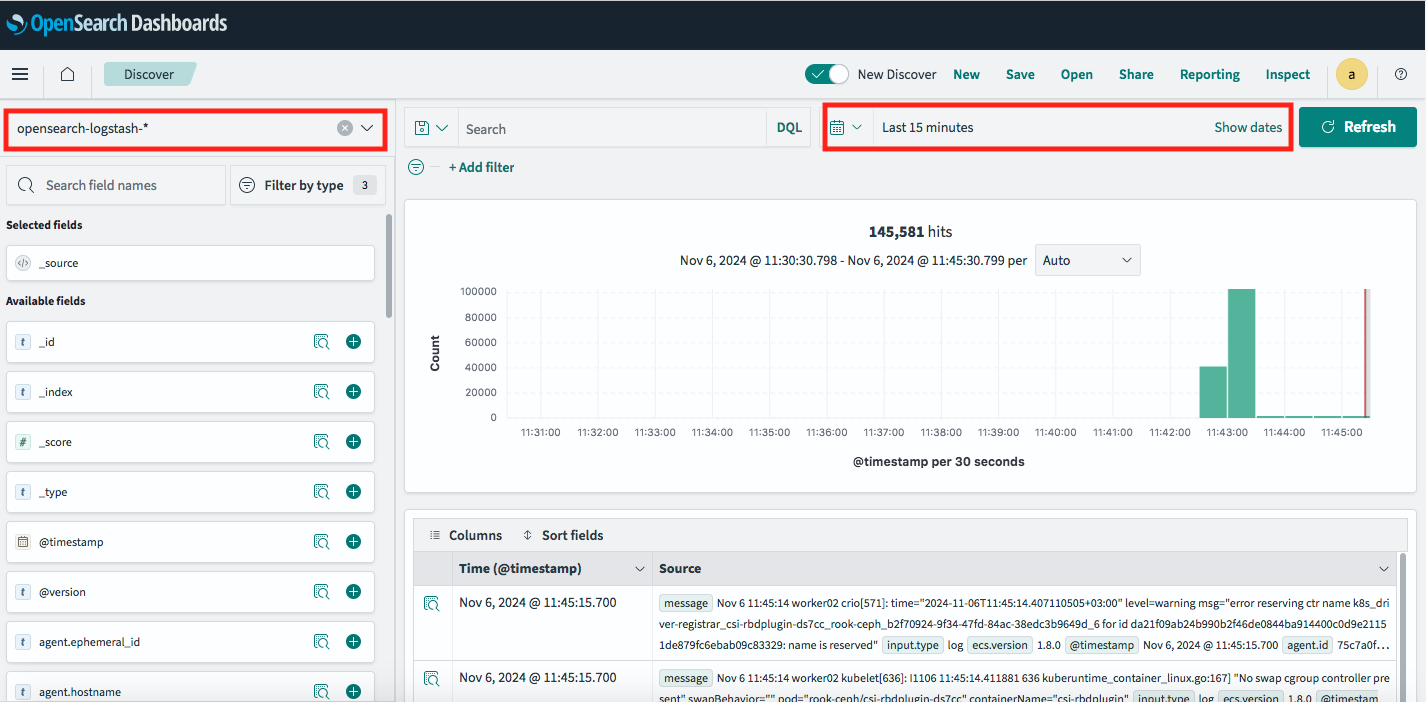 OpenSearch Dashboards
Discover
New Discover New Save Open Share Reporting Inspect a
opensearch-logstash-*
Search DQL
Last 15 minutes Show dates
Refresh
+ Add filter
Search field names
Filter by type 3
Selected fields
_source
Available fields
t _id
t _index
# _score
t _type
@timestamp
t @version
t agent.ephemeral_id
t agent.hostname
145,581 hits
Nov 6, 2024 @ 11:30:30.798 - Nov 6, 2024 @ 11:45:30.799 per Auto
Count
100000
80000
60000
40000
20000
0
11:31:00 11:32:00 11:33:00 11:34:00 11:35:00 11:36:00 11:37:00 11:38:00 11:39:00 11:40:00 11:41:00 11:42:00 11:43:00 11:44:00 11:45:00
@timestamp per 30 seconds
Columns Sort fields
Time (@timestamp) Source
Nov 6, 2024 @ 11:45:15.700
message Nov 6 11:45:14 worker02 crio[571]: time="2024-11-06T11:45:14.407110505+03:00" level=warning msg="error reserving ctr name k8s_dri
ver-registrar_csi-rbdplugin-ds7cc_rook-ceph_b2f70924-9f34-47fd-84ac-38edc3b9649d_6 for id da21f09ab24b990b2f46de0844ba914400c0d9e2115
1de879fc6ebab09c83329: name is reserved" input.type log ecs.version 1.8.0 @timestamp Nov 6, 2024 @ 11:45:15.700 agent.id 75c7a0f...
Nov 6, 2024 @ 11:45:15.700
message Nov 6 11:45:14 worker02 kubelet[636]: I1106 11:45:14.411881 636 kuberuntime_container_linux.go:167] "No swap cgroup controller pre
sent" swapBehavior="" pod="rook-ceph/csi-rbdplugin-ds7cc" containerName="csi-rbdplugin" input.type log ecs.version 1.8.0 @timestam